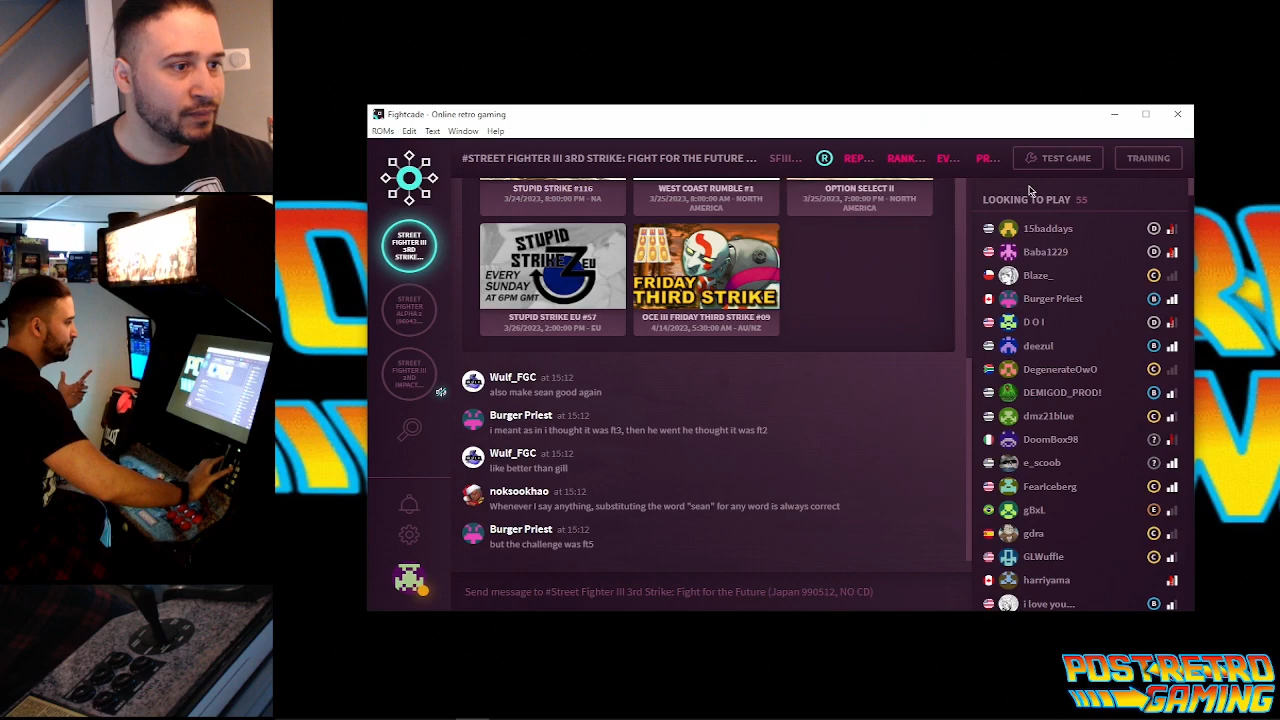 Fightcade - Online retro gaming
ROMs Edit Text Window Help
#STREET FIGHTER III 3RD STRIKE: FIGHT FOR THE FUTURE ... SFIII... R REP... RANK... EV... PR... TEST GAME TRAINING
STREET FIGHTER III 3RD STRIKE...
STREET FIGHTER ALPHA 2
STREET FIGHTER III 2ND IMPACT...
STUPID STRIKE #116
3/24/2023, 8:00:00 PM - NA
WEST COAST RUMBLE #1
3/25/2023, 8:00:00 AM - NORTH
AMERICA
OPTION SELECT II
3/25/2023, 7:00:00 PM - NORTH
AMERICA
STUPID
STRIKE EU
EVERY
SUNDAY
AT 6PM GMT
STUPID STRIKE EU #57
3/26/2023, 2:00:00 PM - EU
FRIDAY
THIRD STRIKE
OCE III FRIDAY THIRD STRIKE #09
4/14/2023, 5:30:00 AM - AU/NZ
Wulf_FGC at 15:12
also make sean good again
Burger Priest at 15:12
i meant as in i thought it was ft3, then he went he thought it was ft2
Wulf_FGC at 15:12
like better than gill
noksookhao at 15:12
Whenever I say anything, substituting the word "sean" for any word is always correct
Burger Priest at 15:12
but the challenge was ft5
Send message to #Street Fighter III 3rd Strike: Fight for the Future (Japan 990512, NO CD)
LOOKING TO PLAY 55
15baddays D
Baba1229 D
Blaze_ C
Burger Priest B
D O I D
deezul B
DegenerateOwO C
DEMIGOD_PROD! B
dmz21blue C
DoomBox98 ?
e_scoob ?
FearIceberg C
gBxL E
gdra C
GLWuffie C
harriyama
i love you... B
POST-RETRO
GAMING